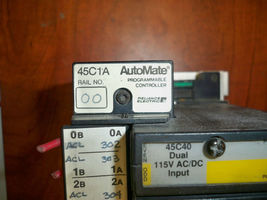 45C1A AutoMate
RAIL NO. PROGRAMMABLE
CONTROLLER
00
RELIANCE
ELECTRIC
0B 0A
ACL 302
ACL 303
1B 1A
2B 2A
ACL 304
45C40
Dual
115V AC/DC
Input